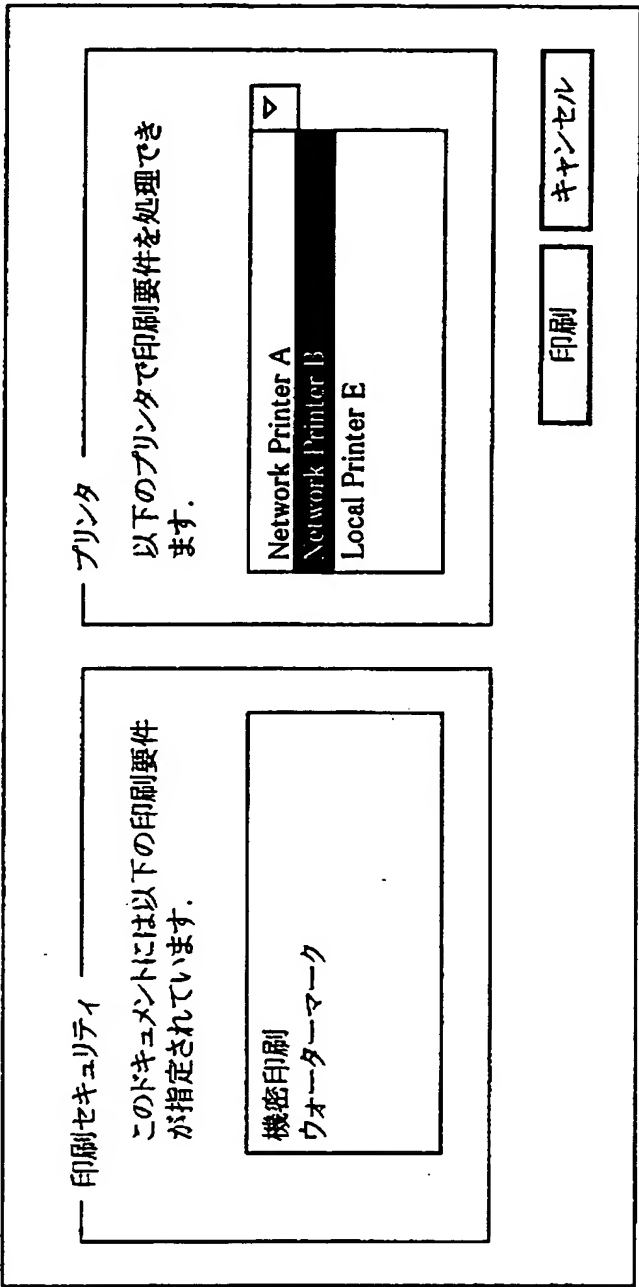 印刷セキュリティ
このドキュメントには以下の印刷要件
が指定されています.
機密印刷
ウォーターマーク
プリンタ
以下のプリンタで印刷要件を処理でき
ます.
Network Printer A
Network Printer B
Local Printer E
印刷
キャンセル